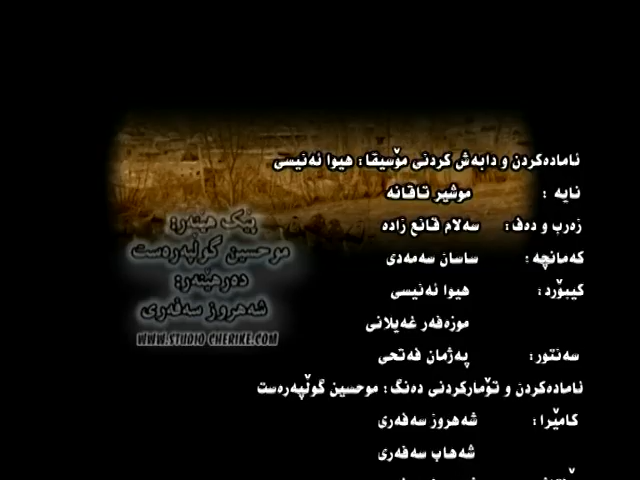 ئامادەکردن و دابەش کردنی مۆسیقا: هیوا ئەنیسی
نایە : موشیر تاقانە
زەرب و دەف: سەلام قانع زادە
کەمانچە: ساسان سەمەدی
کیبۆرد: هیوا ئەنیسی
موزەفەر غەیلانی
سەنتور: پەژمان فەتحی
ئامادەکردن و تۆمارکردنی دەنگ: موحسین گوڵپەرەست
کامێرا: شەهروز سەفەری
شەهاب سەفەری
پێک هێنەر:
موحسین گوڵپەرەست
دەرهێنەر:
شەهروز سەفەری
WWW.STUDIO CHERIKE.COM